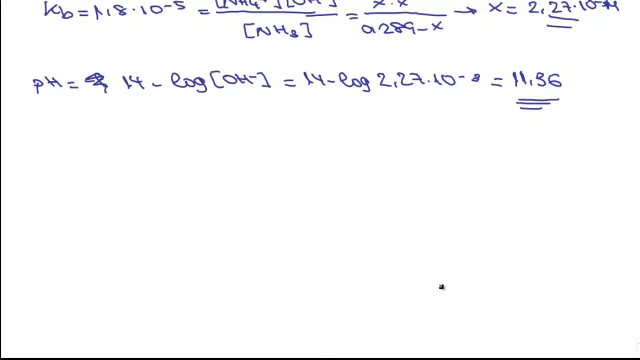 Kb = 1,8·10⁻⁵ = [NH₄⁺][OH⁻] / [NH₃] = x·x / 0.289-x → x = 2,27·10⁻³M
pH = 14 - log[OH⁻] = 14 - log 2,27·10⁻³ = 11,36